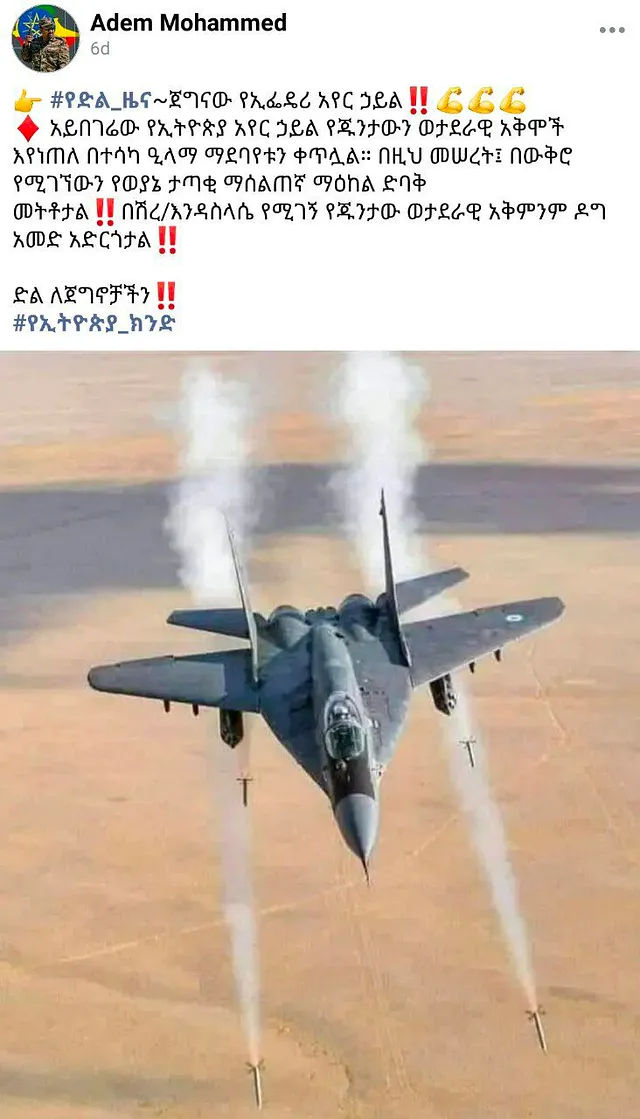 Adem Mohammed
6d
👉 #የድል_ዜና~ጀግናው የኢፌዴሪ አየር ኃይል‼️💪💪💪
♦️ አይበገሬው የኢትዮጵያ አየር ኃይል የጁንታውን ወታደራዊ አቅሞች
እየነጠለ በተሳካ ዒላማ ማደባየቱን ቀጥሏል። በዚህ መሠረት፤ በውቅሮ
የሚገኘውን የወያኔ ታጣቂ ማሰልጠኛ ማዕከል ድባቅ
መትቶታል‼️በሽረ/እንዳስላሴ የሚገኝ የጁንታው ወታደራዊ አቅምንም ዶግ
አመድ አድርጎታል‼️
ድል ለጀግኖቻችን‼️
#የኢትዮጵያ_ክንድ